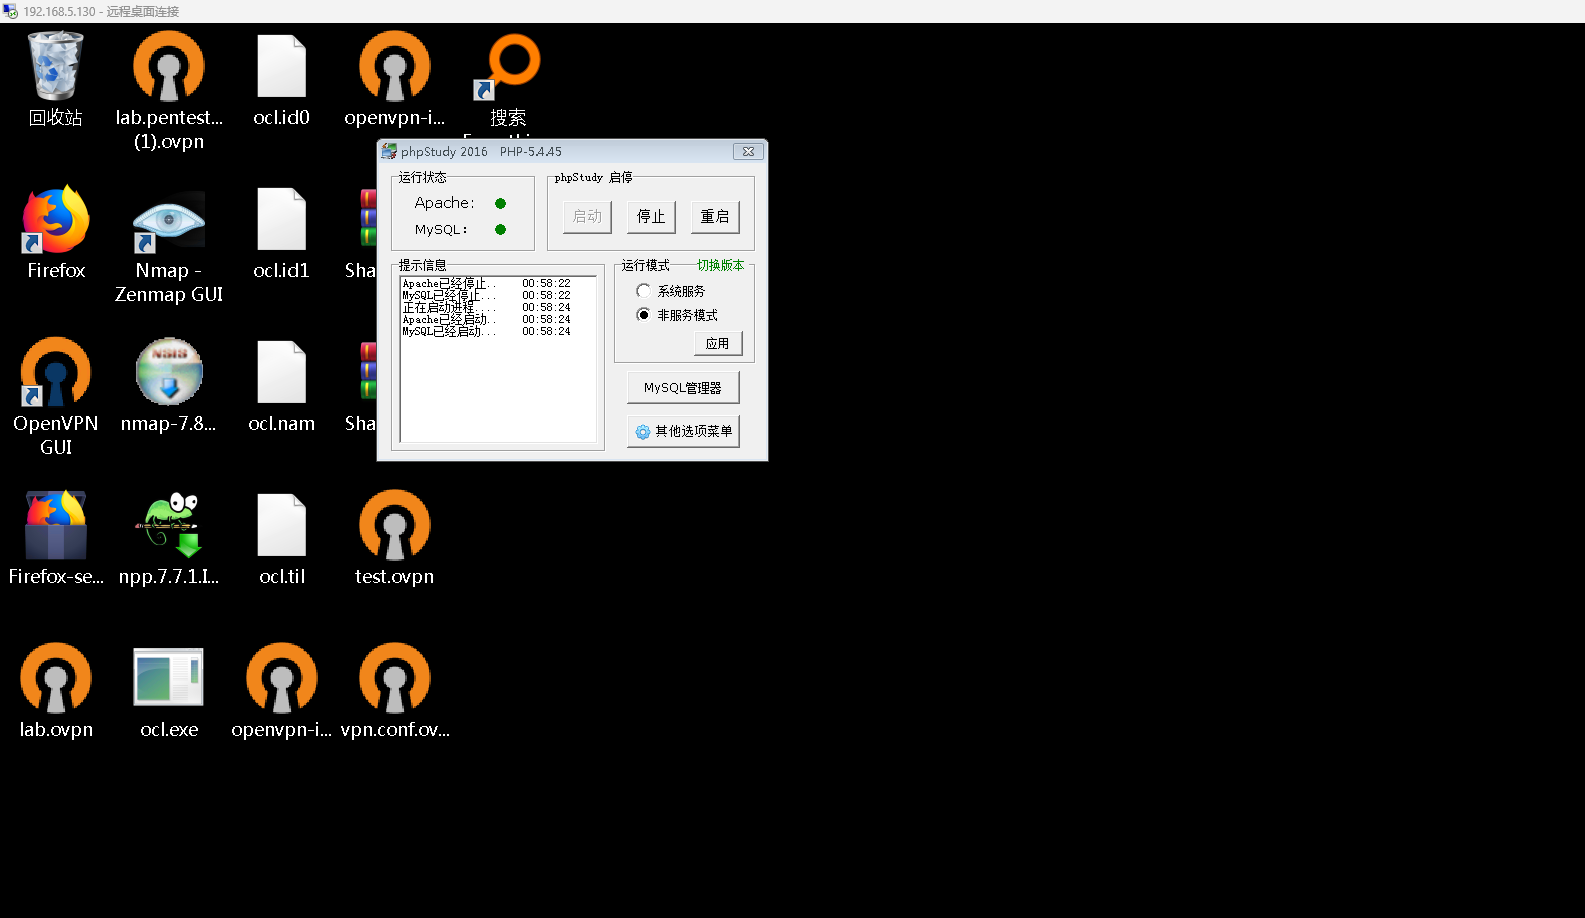 192.168.5.130 - 远程桌面连接
回收站
lab.pentest...
(1).ovpn
ocl.id0
openvpn-i...
搜索
Firefox
Nmap -
Zenmap GUI
ocl.id1
Sha
OpenVPN
GUI
nmap-7.8...
ocl.nam
Sha
Firefox-se...
NSIS
npp.7.7.1.I...
ocl.til
test.ovpn
lab.ovpn
ocl.exe
openvpn-i...
vpn.conf.ov...
phpStudy 2016 PHP-5.4.45
运行状态
Apache:
MySQL:
phpStudy 启停
启动
停止
重启
提示信息
Apache已经停止.. 00:58:22
MySQL已经停止... 00:58:22
正在启动进程.... 00:58:24
Apache已经启动.. 00:58:24
MySQL已经启动... 00:58:24
运行模式
切换版本
系统服务
非服务模式
应用
MySQL管理器
其他选项菜单